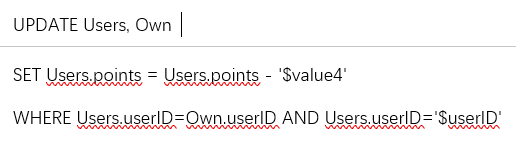 UPDATE Users, Own
SET Users.points = Users.points - '$value4'
WHERE Users.userID=Own.userID AND Users.userID='$userID'